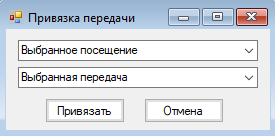 Привязка передачи
Выбранное посещение
Выбранная передача
Привязать
Отмена